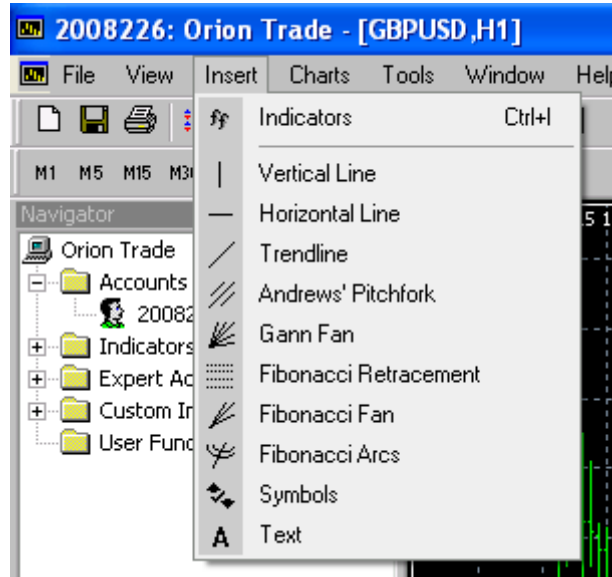 2008226: Orion Trade - [GBPUSD,H1]
File View Insert Charts Tools Window Help
Indicators Ctrl+I
M1 M5 M15
Vertical Line
Navigator
Horizontal Line
Orion Trade
Trendline
Accounts
Andrews' Pitchfork
Gann Fan
Indicators
Fibonacci Retracement
Fibonacci Fan
User
Fibonacci Arcs
Symbols
A Text